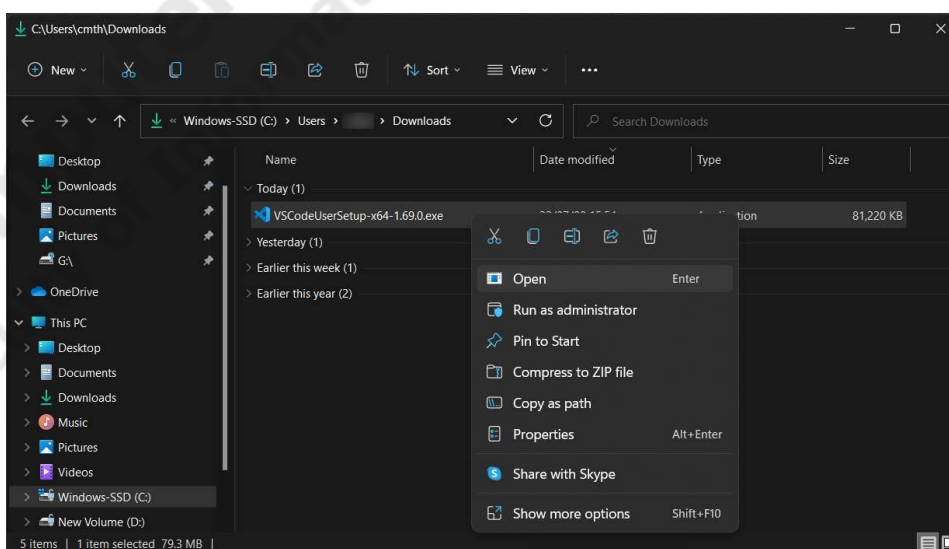 C:\Users\cmth\Downloads
New
Sort
View
Windows-SSD (C:) > Users > > Downloads
Search Downloads
Name Date modified Type Size
Desktop
Downloads
Documents
Pictures
G:\
OneDrive
This PC
Desktop
Documents
Downloads
Music
Pictures
Videos
Windows-SSD (C:)
New Volume (D:)
Today (1)
VSCodeUserSetup-x64-1.69.0.exe 81,220 KB
Yesterday (1)
Earlier this week (1)
Earlier this year (2)
Open Enter
Run as administrator
Pin to Start
Compress to ZIP file
Copy as path
Properties Alt+Enter
Share with Skype
Show more options Shift+F10
5 items | 1 item selected 79.3 MB |